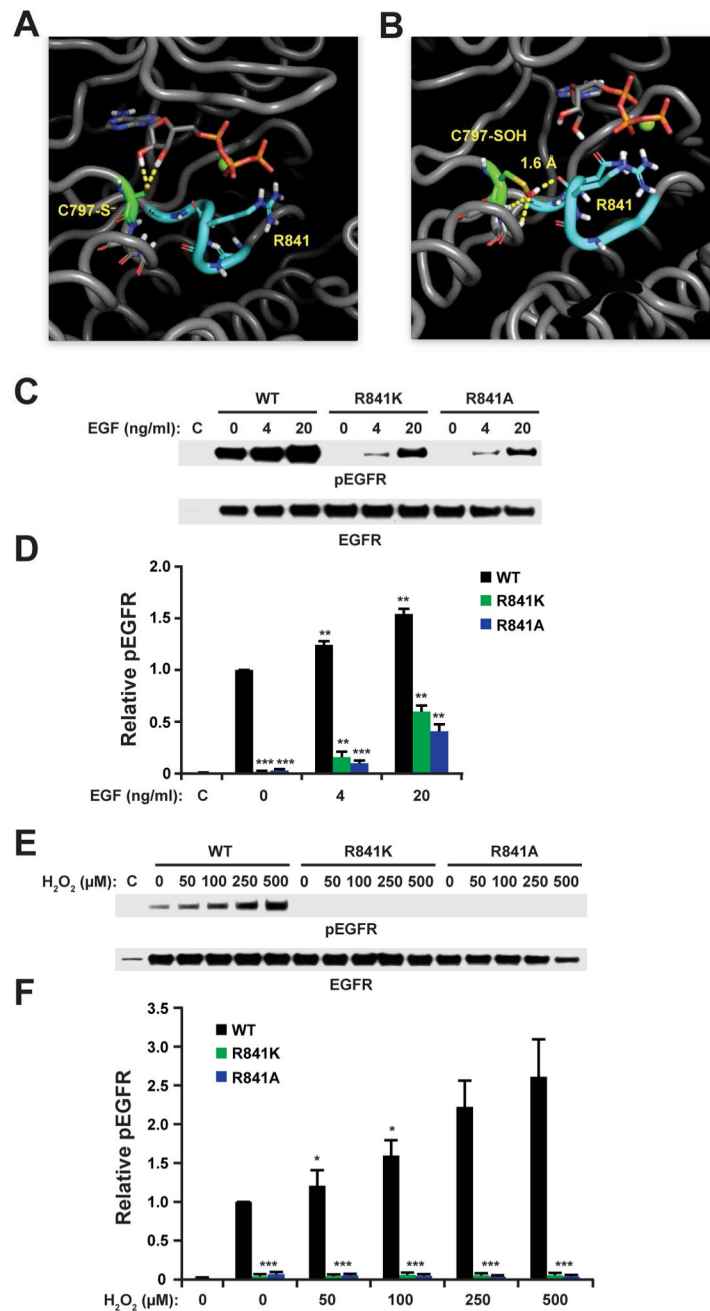 A
C797-S⁻
R841
B
C797-SOH
1.6 Å
R841
C
WT R841K R841A
EGF (ng/ml): C 0 4 20 0 4 20 0 4 20
pEGFR
EGFR
D
Relative pEGFR
2.0
1.5
1.0
0.5
0
** ** *** *** ** *** ** **
WT
R841K
R841A
EGF (ng/ml): C 0 4 20
E
WT R841K R841A
H₂O₂ (µM): C 0 50 100 250 500 0 50 100 250 500 0 50 100 250 500
pEGFR
EGFR
F
Relative pEGFR
3.5
3.0
2.5
2.0
1.5
1.0
0.5
0
WT
R841K
R841A
* *
*** *** *** *** ***
H₂O₂ (µM): 0 0 50 100 250 500